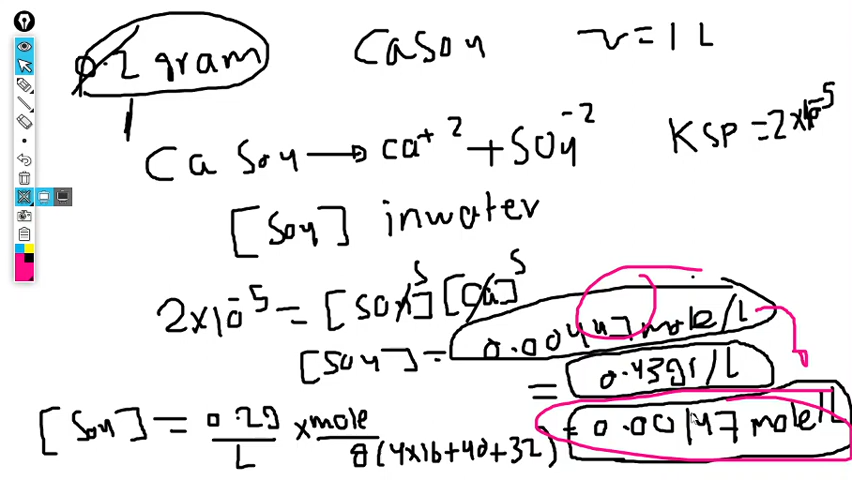 0.2 gram CaSO4 v = 1 L
CaSO4 → Ca+2 + SO4-2 KSP = 2x10-5
[SO4] in water
2x10-5 = [SO4]s [Ca]s
[SO4] = 0.00447 mole/L
= 0.43gr/L
[SO4] = 0.2g/L x mole/g(4x16+40+32) = 0.00147 mole/L